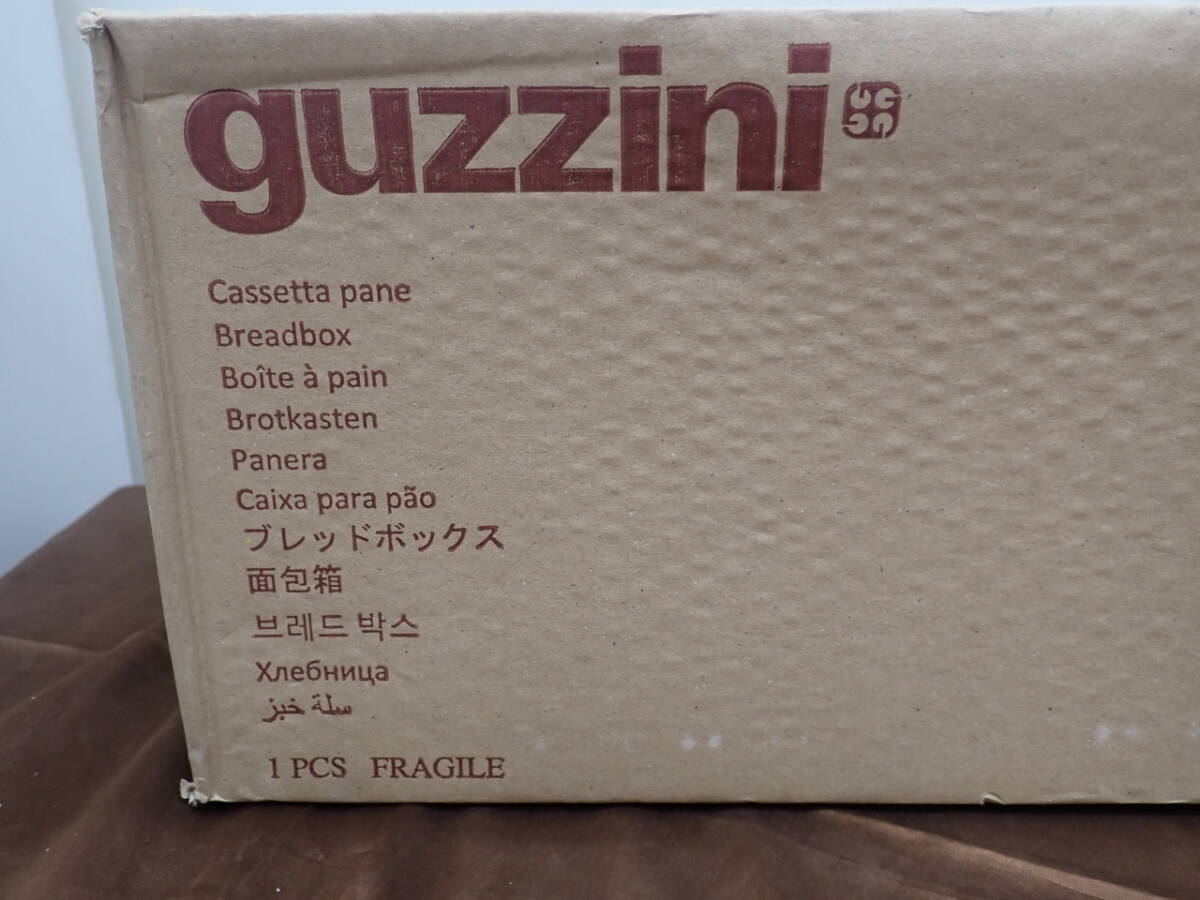 guzzini
Cassetta pane
Breadbox
Boîte à pain
Brotkasten
Panera
Caixa para pão
ブレッドボックス
面包箱
브레드 박스
Хлебница
سلة خبز
1 PCS FRAGILE